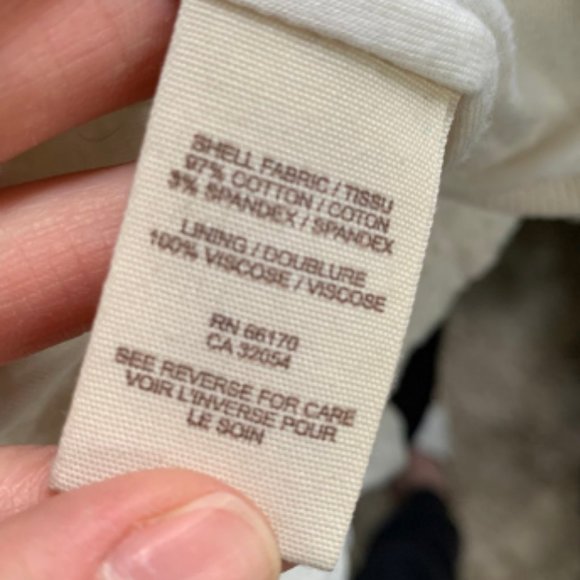 SHELL FABRIC / TISSU
97% COTTON / COTON
3% SPANDEX / SPANDEX
LINING / DOUBLURE
100% VISCOSE / VISCOSE
RN 66170
CA 32054
SEE REVERSE FOR CARE
VOIR L'INVERSE POUR
LE SOIN